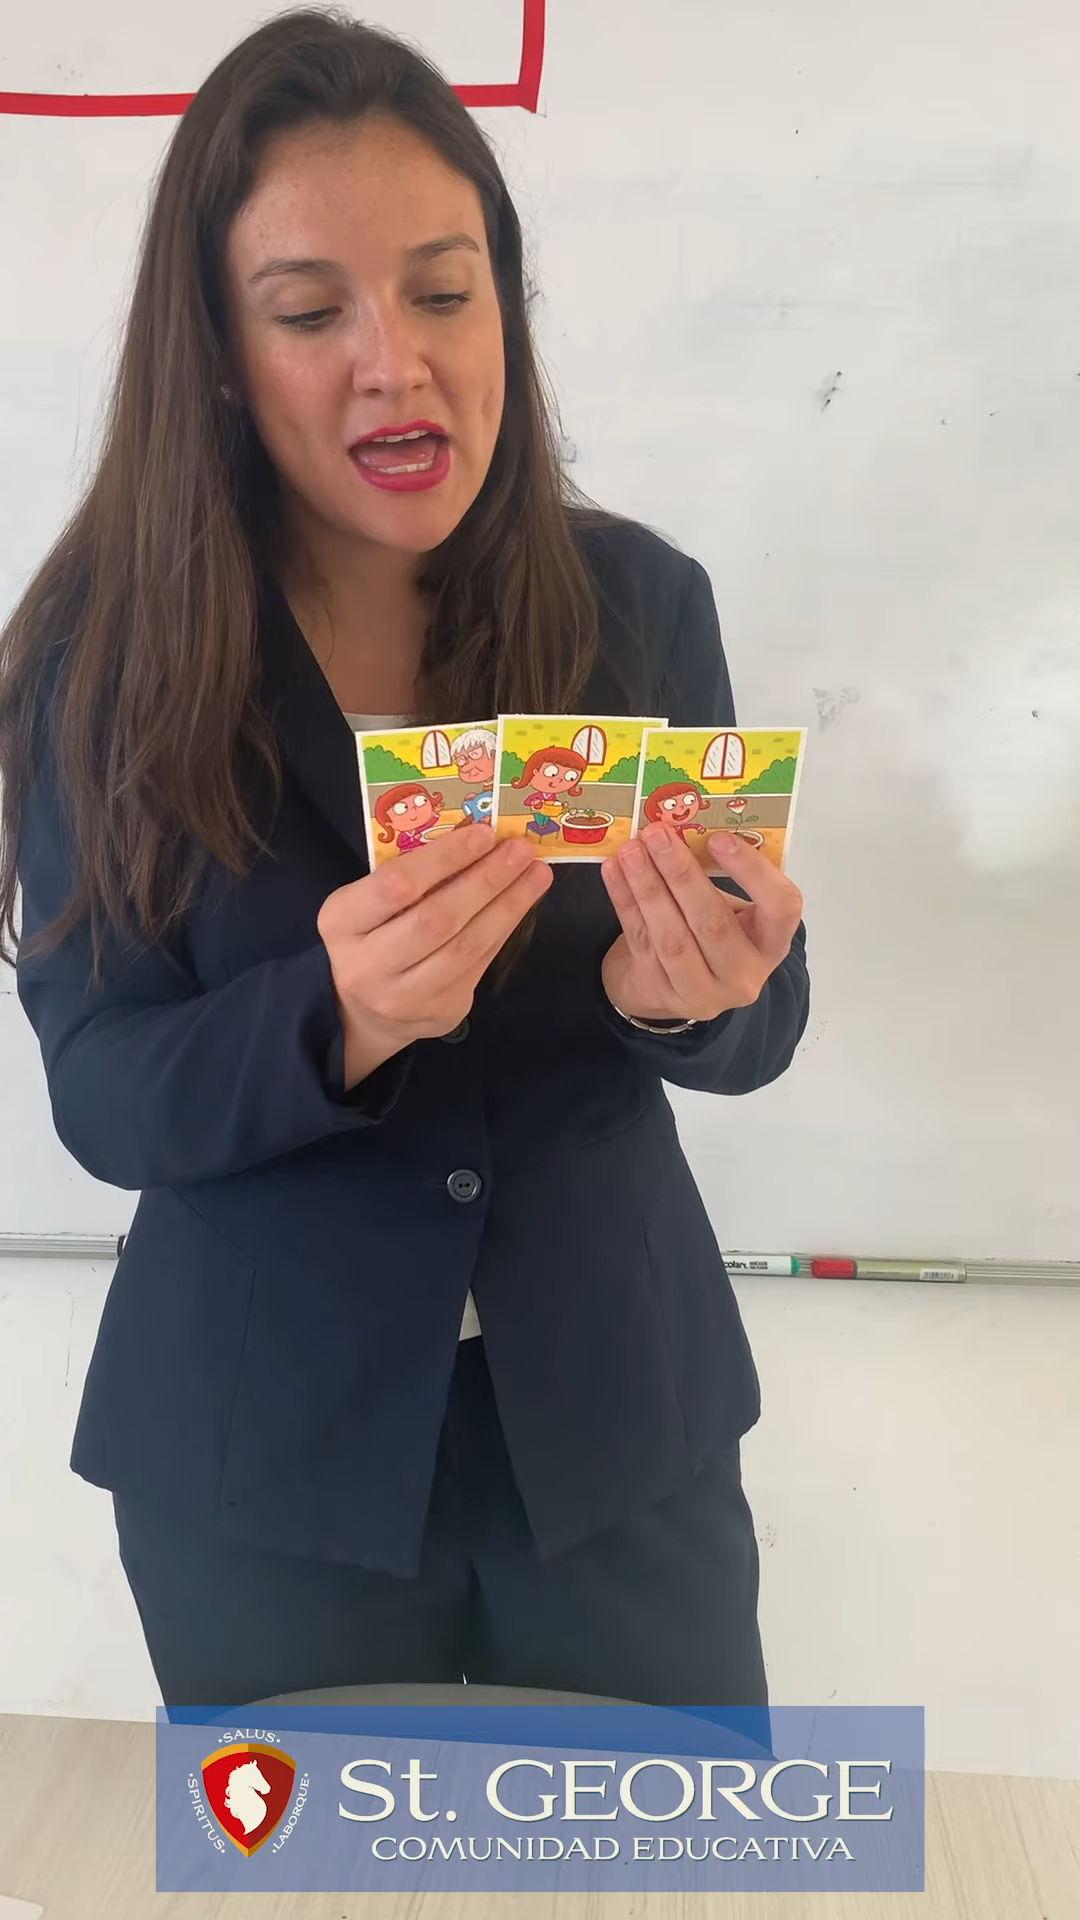 ·SALUS·
·SPIRITUS·
·LABORQUE·
St. GEORGE
COMUNIDAD EDUCATIVA